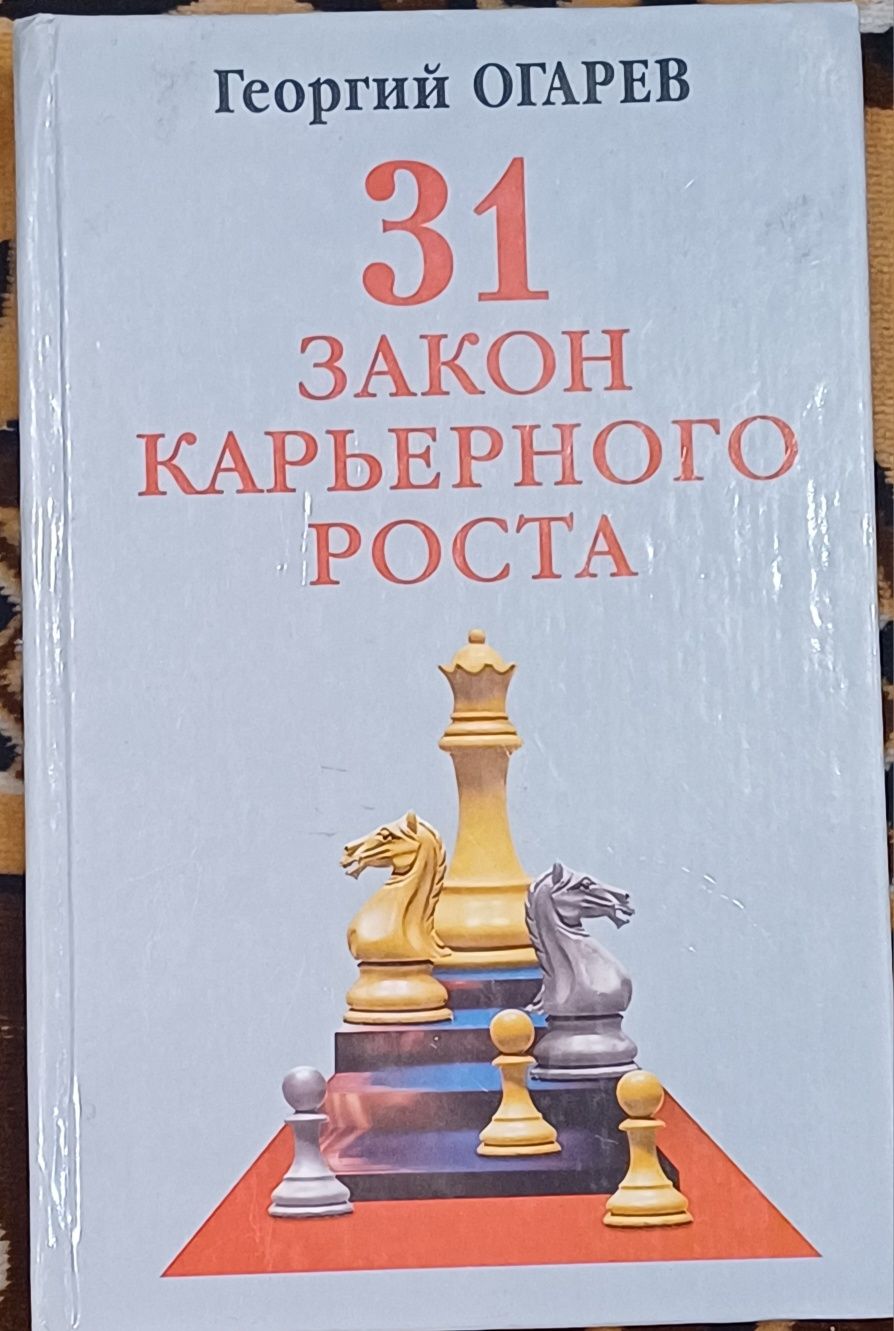 Георгий ОГАРЕВ
31
ЗАКОН
КАРЬЕРНОГО
РОСТА